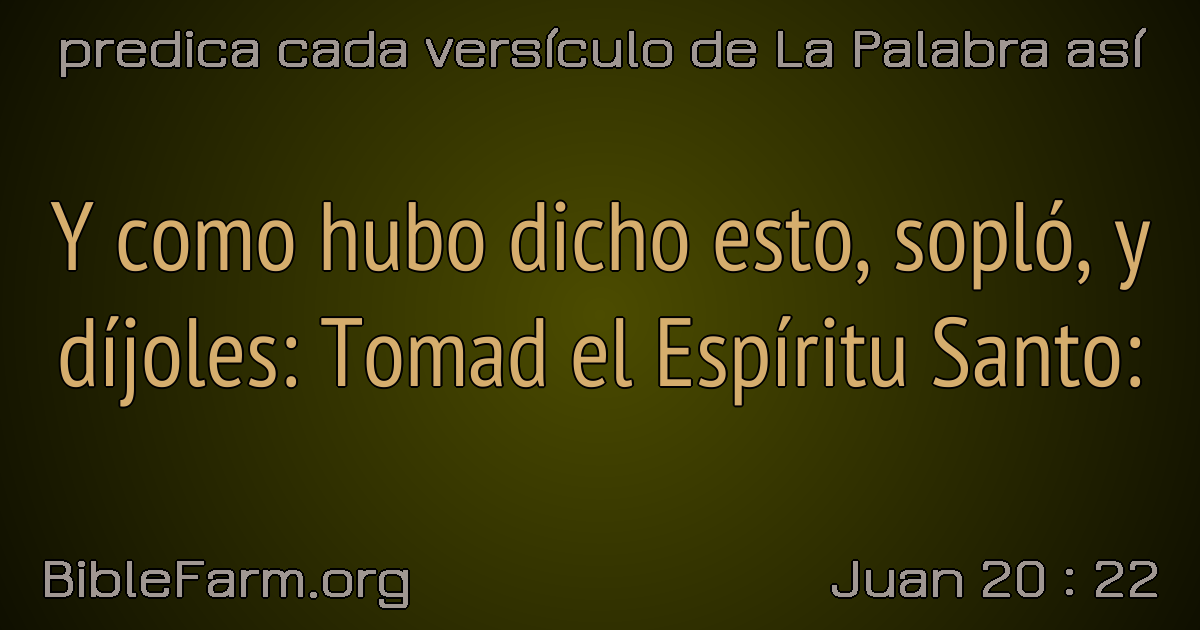 predica cada versículo de La Palabra así
Y como hubo dicho esto, sopló, y
díjoles: Tomad el Espíritu Santo:
BibleFarm.org
Juan 20 : 22